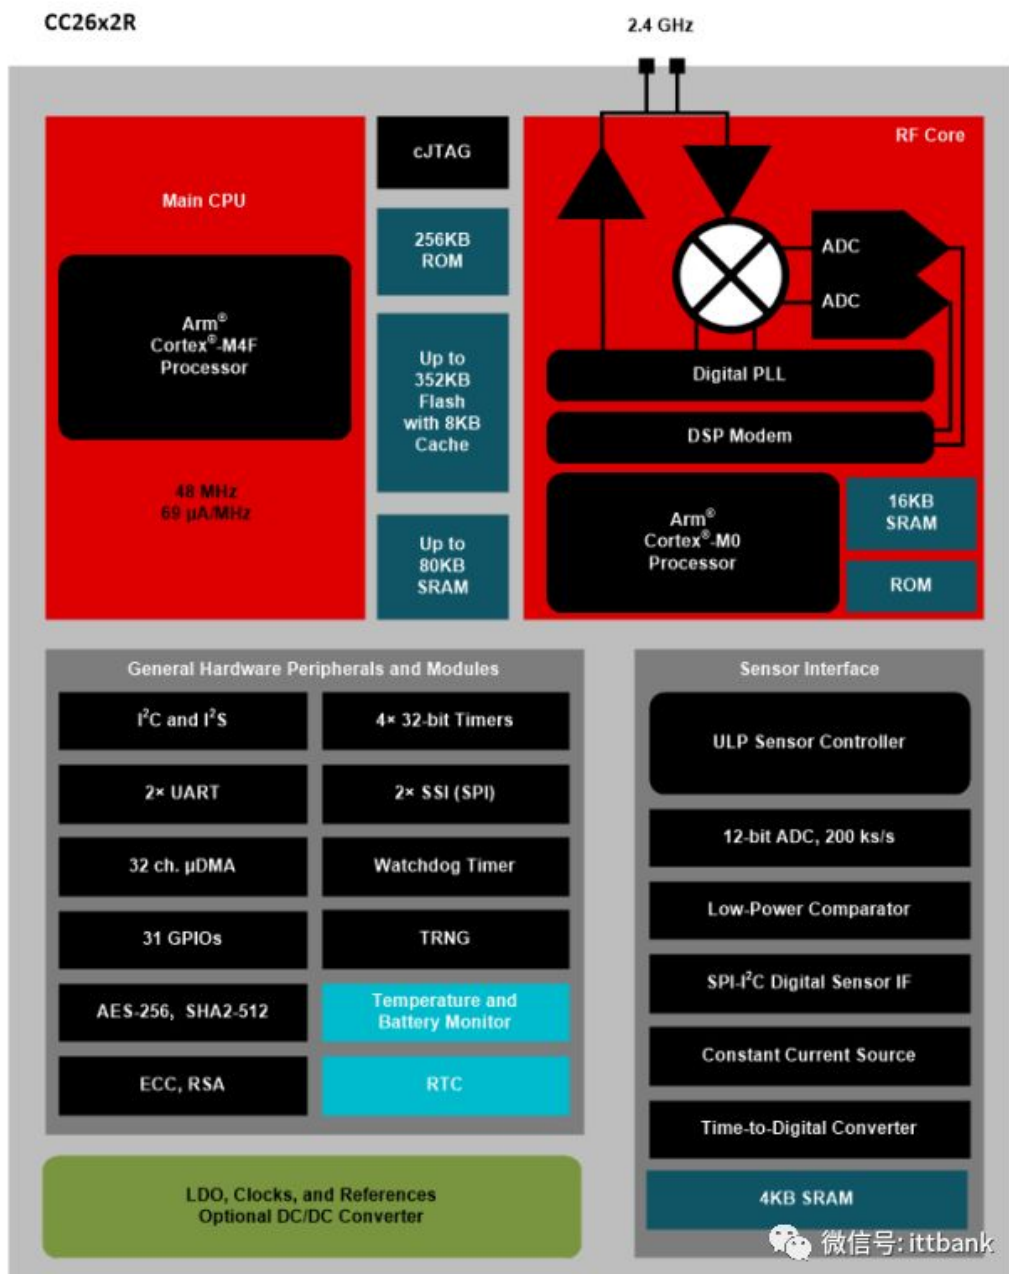 CC26x2R
2.4 GHz
Main CPU
Arm®
Cortex®-M4F
Processor
48 MHz
69 µA/MHz
cJTAG
256KB
ROM
Up to
352KB
Flash
with 8KB
Cache
Up to
80KB
SRAM
RF Core
ADC
ADC
Digital PLL
DSP Modem
Arm®
Cortex®-M0
Processor
16KB
SRAM
ROM
General Hardware Peripherals and Modules
I²C and I²S
4× 32-bit Timers
2× UART
2× SSI (SPI)
32 ch. µDMA
Watchdog Timer
31 GPIOs
TRNG
AES-256, SHA2-512
Temperature and
Battery Monitor
ECC, RSA
RTC
LDO, Clocks, and References
Optional DC/DC Converter
Sensor Interface
ULP Sensor Controller
12-bit ADC, 200 ks/s
Low-Power Comparator
SPI-I²C Digital Sensor IF
Constant Current Source
Time-to-Digital Converter
4KB SRAM
微信号: ittbank